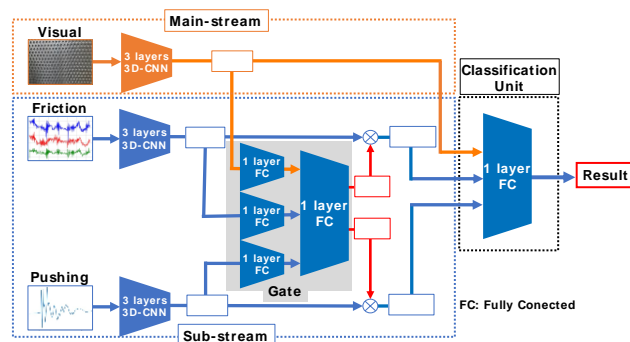 Main-stream
Visual
3 layers
3D-CNN
Classification
Unit
Friction
3 layers
3D-CNN
1 layer
FC
1 layer
FC
1 layer
FC
1 layer
FC
1 layer
FC
Result
Pushing
3 layers
3D-CNN
Gate
FC: Fully Conected
Sub-stream